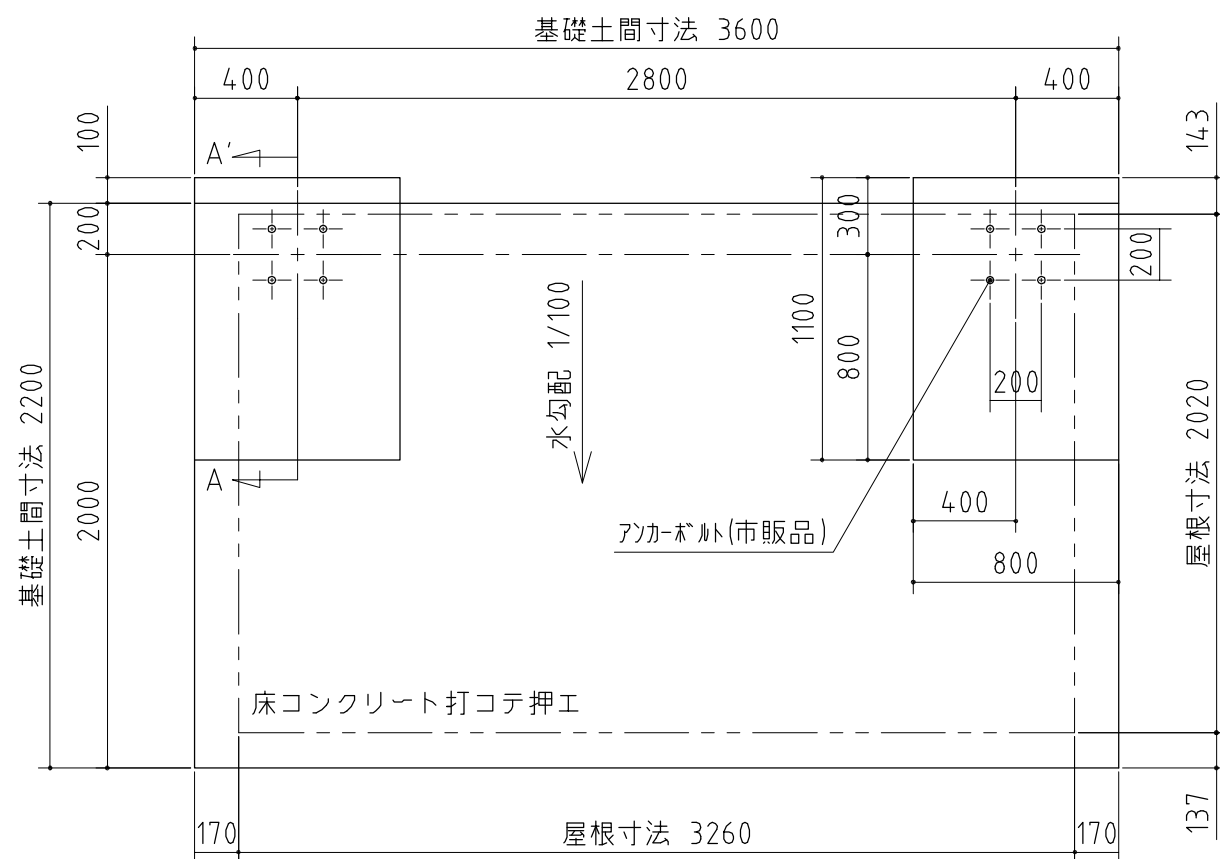 基礎土間寸法 3600
400
2800
400
100
143
A'
200
300
200
1100
水勾配 1/100
800
200
基礎土間寸法 2200
2000
屋根寸法 2020
A
400
アンカーボルト(市販品)
800
床コンクリート打コテ押エ
137
170
屋根寸法 3260
170